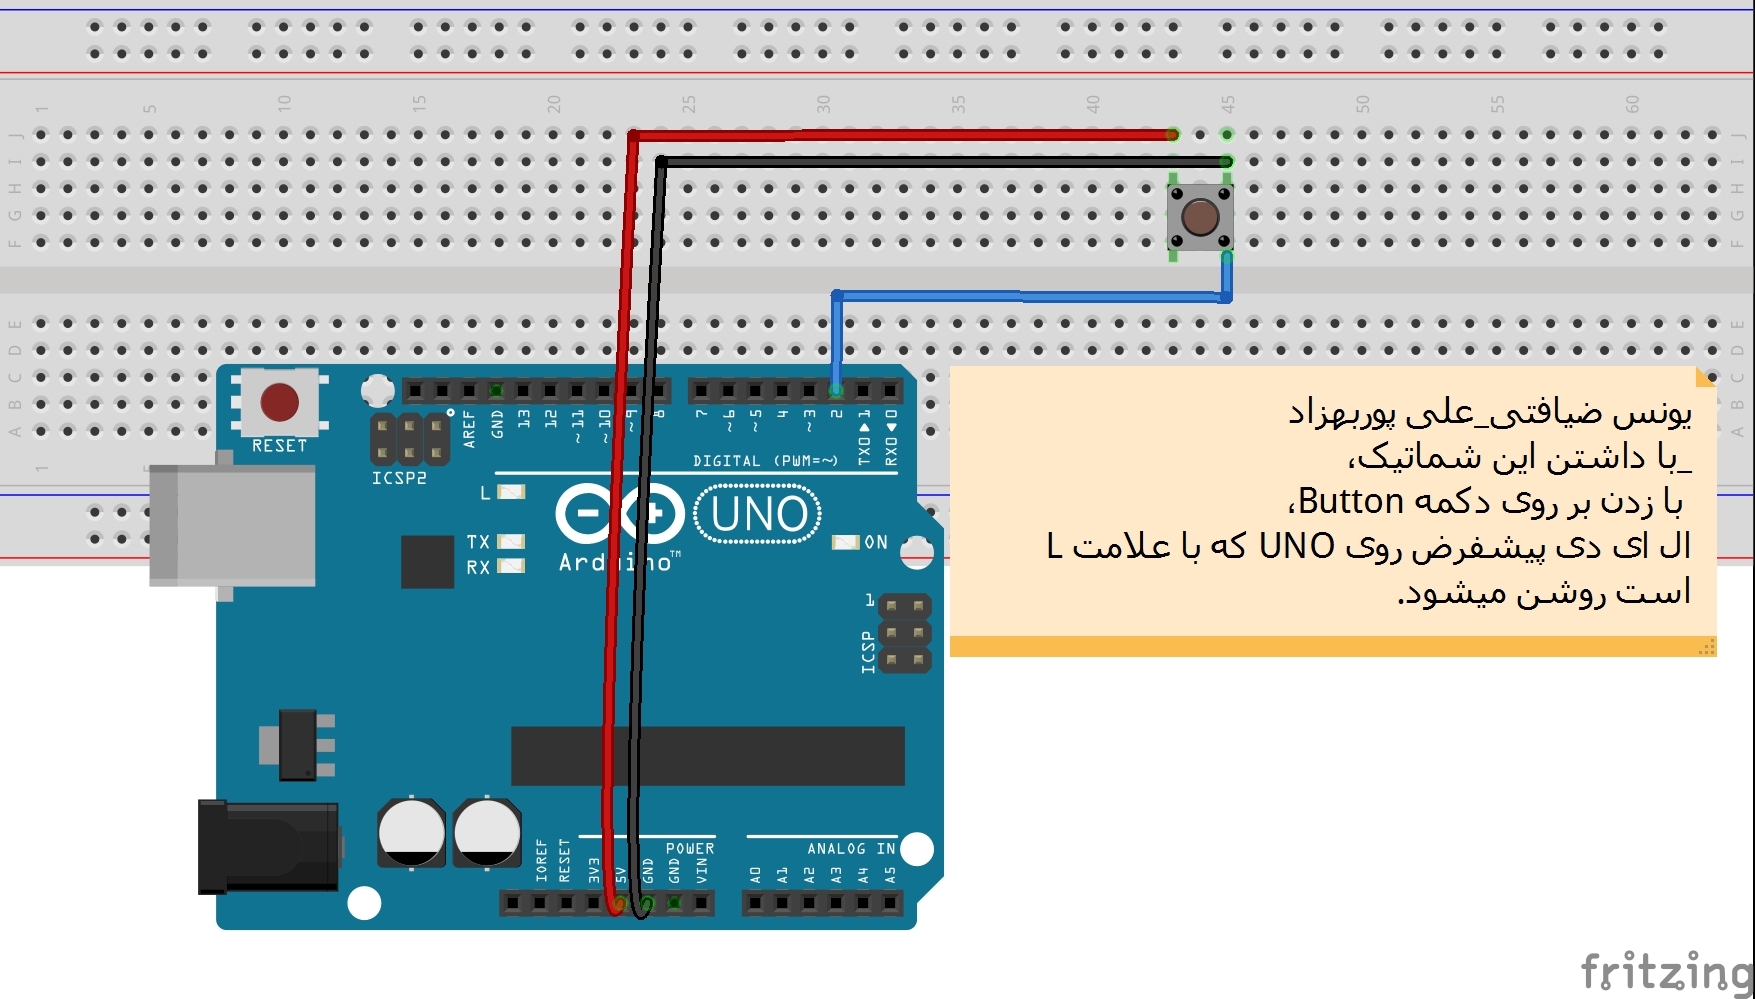 1 5 10 15 20 25 30 35 40 45 50 55 60
J J
I I
H H
G G
F F
E E
D D
C C
B B
A A
1
RESET
ICSP2
AREF GND 13 12 ~11 ~10 ~9 8 7 ~6 ~5 4 ~3 2 TX0▶1 RX0◀0
DIGITAL (PWM=~)
L
TX
RX
UNO
Arduino™
ON
1
ICSP
یونس ضیافتی_علی پوربهزاد
_با داشتن این شماتیک،
با زدن بر روی دکمه Button،
ال ای دی پیشفرض روی UNO که با علامت L
است روشن میشود.
POWER
ANALOG IN
IOREF RESET 3V3 5V GND GND VIN A0 A1 A2 A3 A4 A5
fritzing